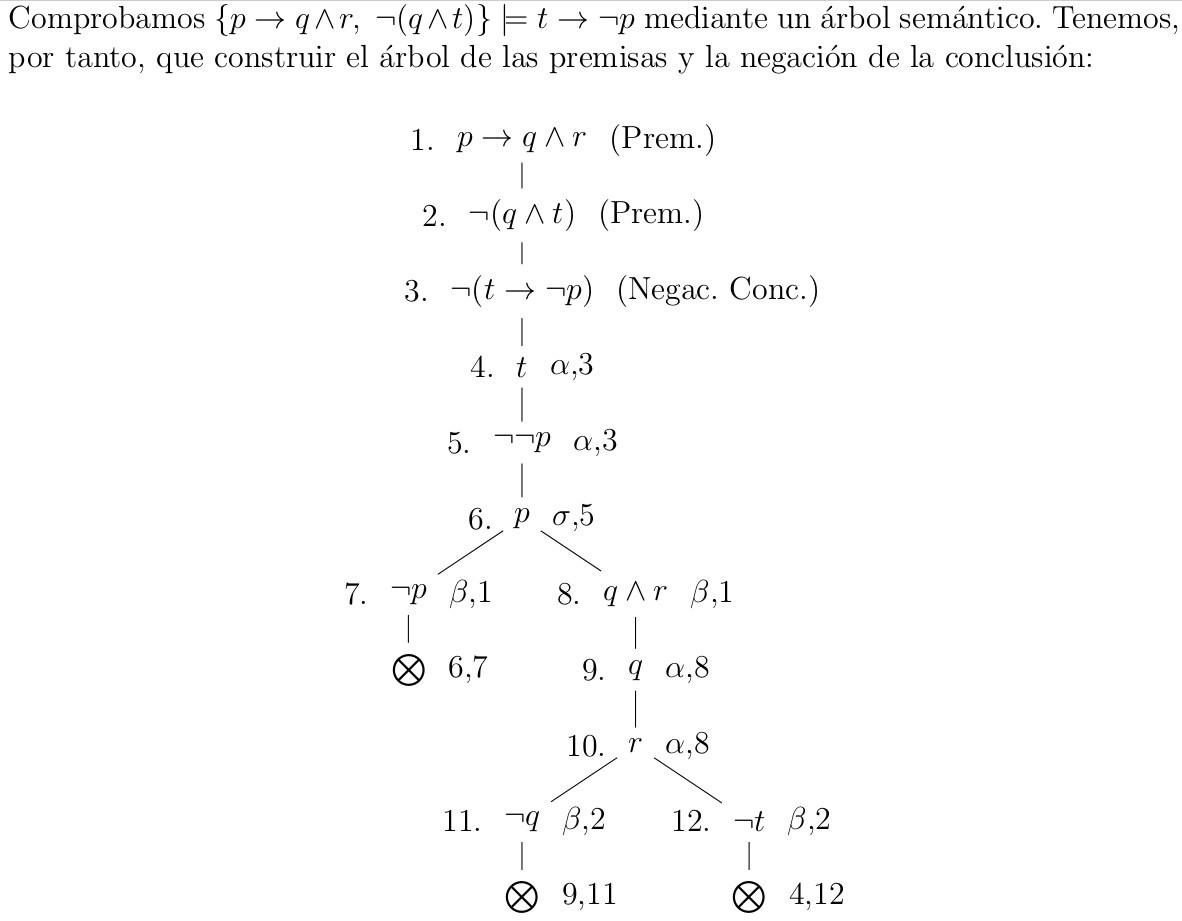 Comprobamos {p → q ∧ r, ¬(q ∧ t)} ⊨ t → ¬p mediante un árbol semántico. Tenemos,
por tanto, que construir el árbol de las premisas y la negación de la conclusión:
1. p → q ∧ r (Prem.)
2. ¬(q ∧ t) (Prem.)
3. ¬(t → ¬p) (Negac. Conc.)
4. t α,3
5. ¬¬p α,3
6. p σ,5
7. ¬p β,1 8. q ∧ r β,1
⊗ 6,7 9. q α,8
10. r α,8
11. ¬q β,2 12. ¬t β,2
⊗ 9,11 ⊗ 4,12